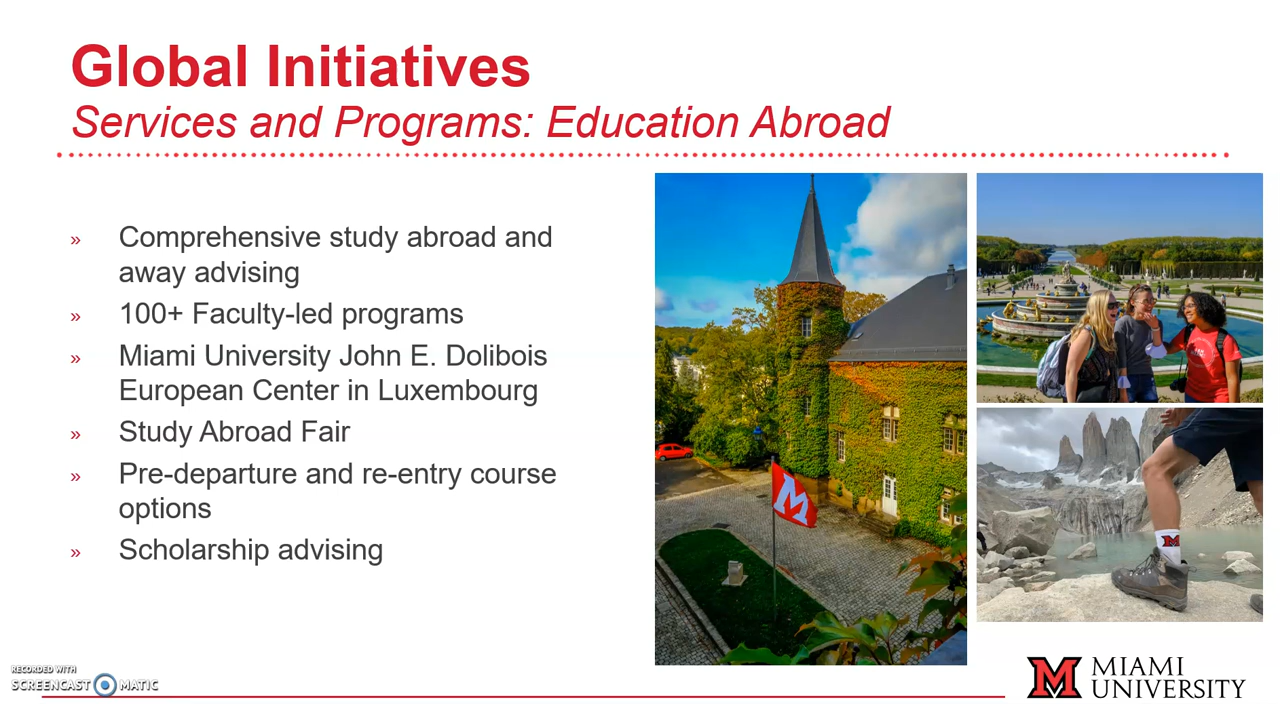 Global Initiatives
Services and Programs: Education Abroad
» Comprehensive study abroad and
away advising
» 100+ Faculty-led programs
» Miami University John E. Dolibois
European Center in Luxembourg
» Study Abroad Fair
» Pre-departure and re-entry course
options
» Scholarship advising
M
M
RECORDED WITH
SCREENCAST MATIC
M MIAMI
UNIVERSITY